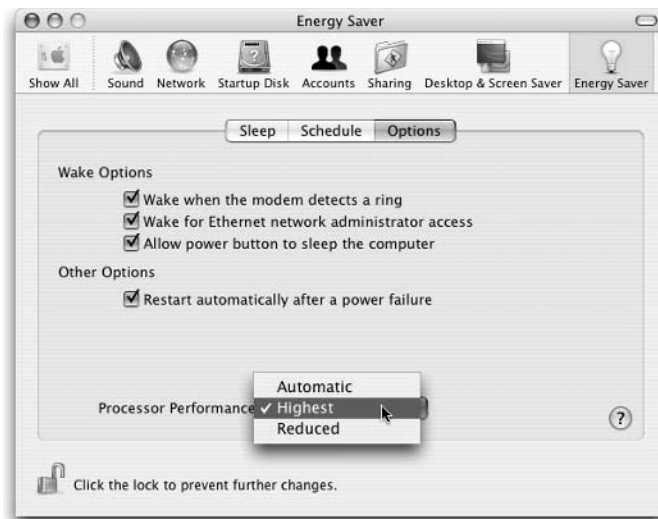 Energy Saver
Show All Sound Network Startup Disk Accounts Sharing Desktop & Screen Saver Energy Saver
Sleep Schedule Options
Wake Options
Wake when the modem detects a ring
Wake for Ethernet network administrator access
Allow power button to sleep the computer
Other Options
Restart automatically after a power failure
Automatic
Processor Performance ✓ Highest
Reduced
?
Click the lock to prevent further changes.